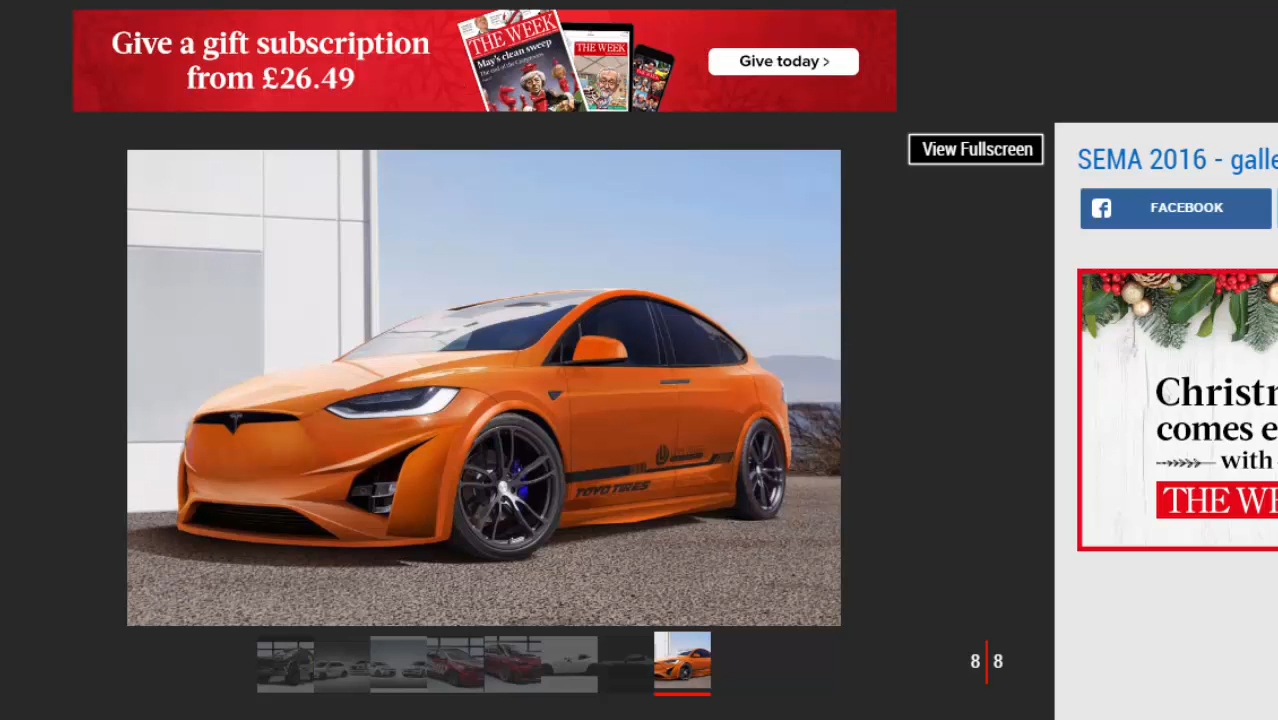 Give a gift subscription
from £26.49
THE WEEK
May's clean sweep
THE WEEK
Give today >
View Fullscreen
SEMA 2016 - galle
FACEBOOK
TOYO TIRES
Christm
comes e
with
THE WE
8 8